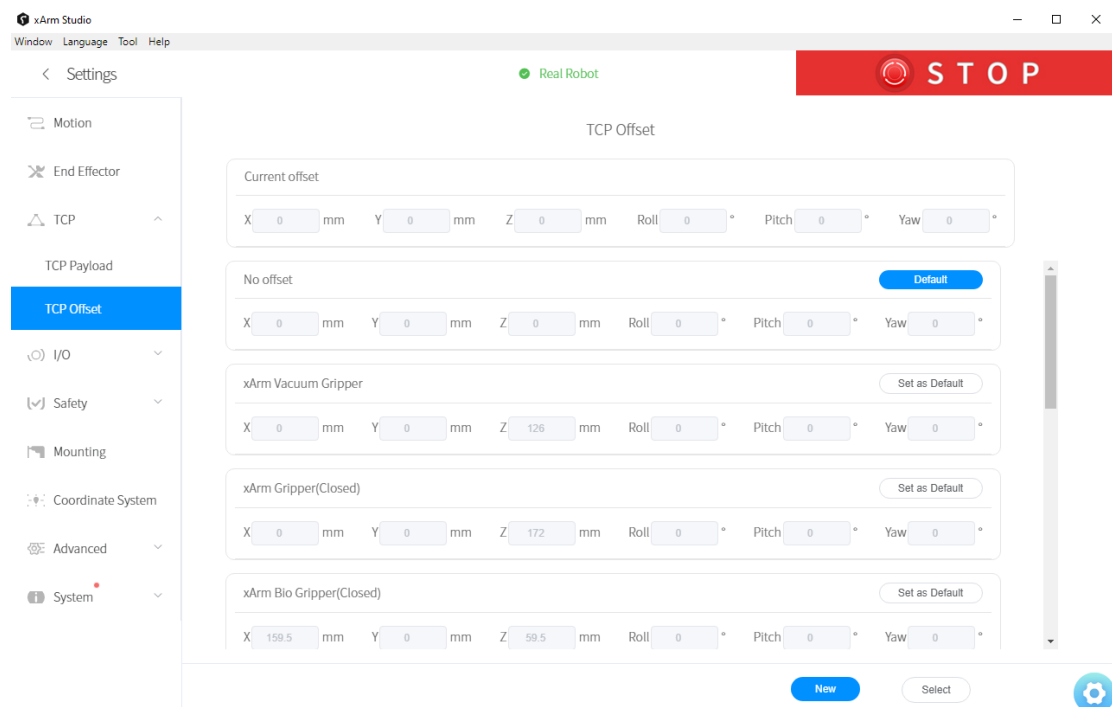 xArm Studio
Window Language Tool Help
Settings
Real Robot
STOP
Motion
End Effector
TCP
TCP Payload
TCP Offset
I/O
Safety
Mounting
Coordinate System
Advanced
System
TCP Offset
Current offset
X 0 mm Y 0 mm Z 0 mm Roll 0 ° Pitch 0 ° Yaw 0 °
No offset Default
X 0 mm Y 0 mm Z 0 mm Roll 0 ° Pitch 0 ° Yaw 0 °
xArm Vacuum Gripper Set as Default
X 0 mm Y 0 mm Z 126 mm Roll 0 ° Pitch 0 ° Yaw 0 °
xArm Gripper(Closed) Set as Default
X 0 mm Y 0 mm Z 172 mm Roll 0 ° Pitch 0 ° Yaw 0 °
xArm Bio Gripper(Closed) Set as Default
X 159.5 mm Y 0 mm Z 59.5 mm Roll 0 ° Pitch 0 ° Yaw 0 °
New Select